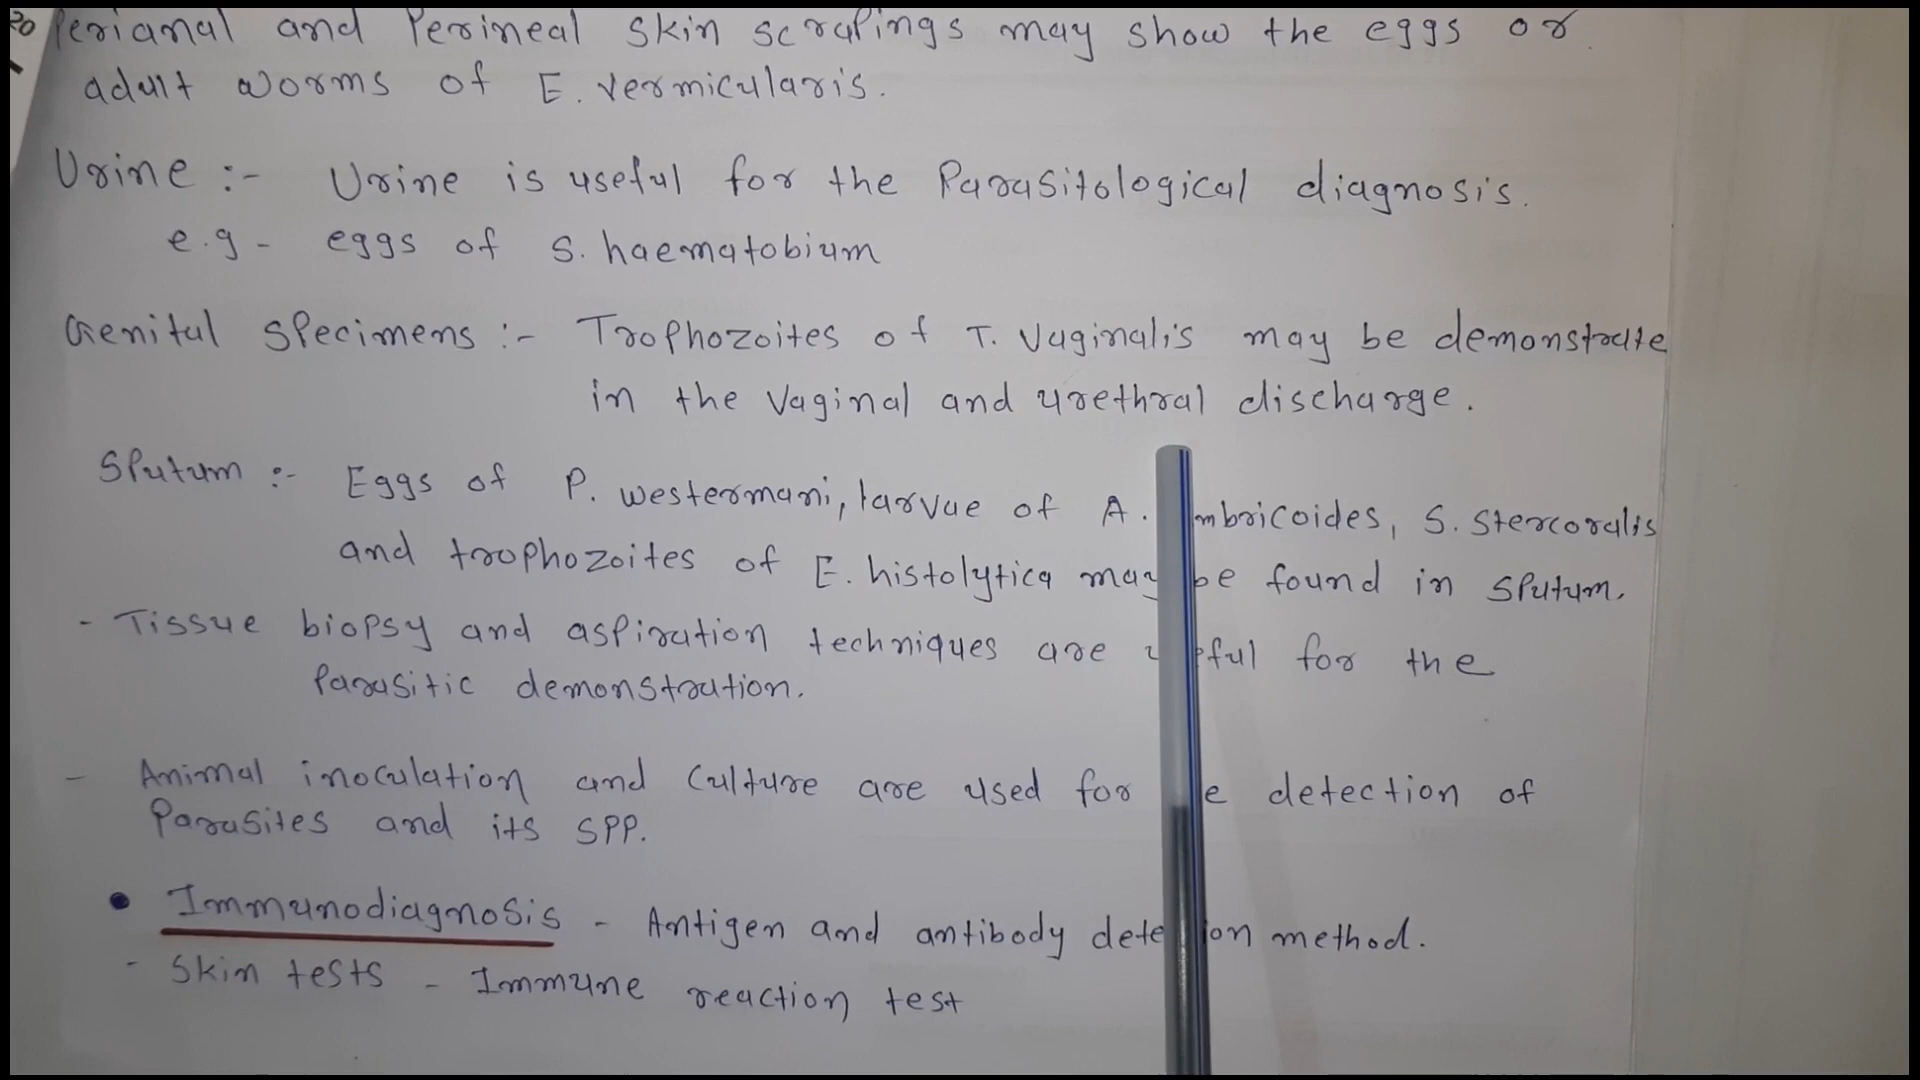 Perianal and Perineal skin scrapings may show the eggs or
adult worms of E. vermicularis.
Urine :- Urine is useful for the Parasitological diagnosis.
e.g - eggs of S. haematobium
Genital specimens :- Trophozoites of T. Vaginalis may be demonstrate
in the Vaginal and urethral discharge.
Sputum :- Eggs of P. westermani, larvae of A. mbricoides, S. stercoralis
and trophozoites of E. histolytica may be found in sputum.
- Tissue biopsy and aspiration techniques are for the
Parasitic demonstration.
- Animal inoculation and culture are used for detection of
Parasites and its SPP.
• Immunodiagnosis - Antigen and antibody dete ion method.
- Skin tests - Immune reaction test